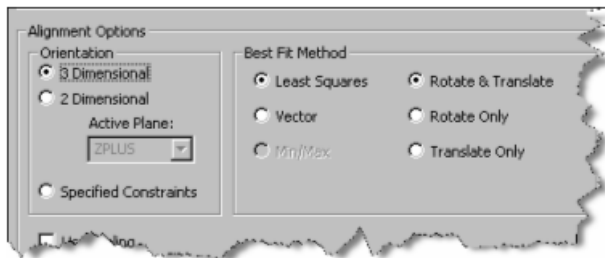 Alignment Options
Orientation
3 Dimensional
2 Dimensional
Active Plane:
ZPLUS
Specified Constraints
Best Fit Method
Least Squares
Rotate & Translate
Vector
Rotate Only
Min/Max
Translate Only